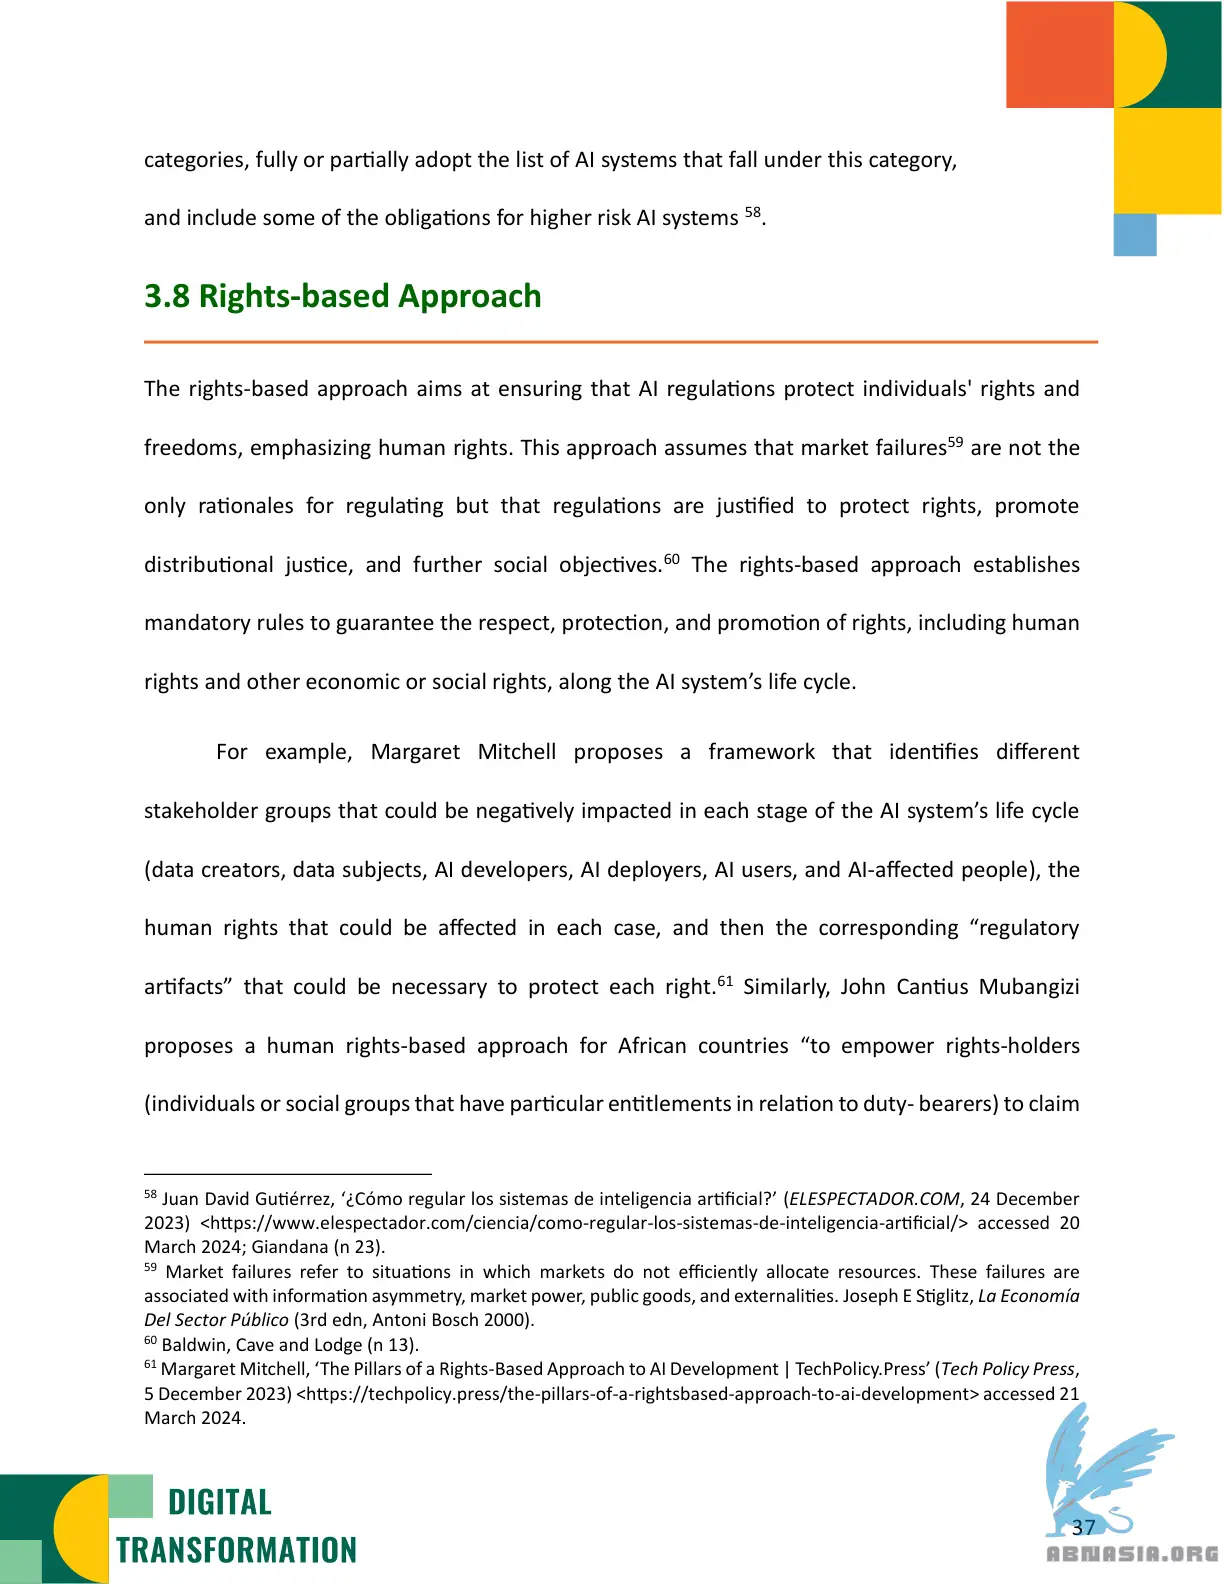 categories, fully or partially adopt the list of AI systems that fall under this category,
and include some of the obligations for higher risk AI systems 58.
3.8 Rights-based Approach
The rights-based approach aims at ensuring that AI regulations protect individuals' rights and
freedoms, emphasizing human rights. This approach assumes that market failures59 are not the
only rationales for regulating but that regulations are justified to protect rights, promote
distributional justice, and further social objectives.60 The rights-based approach establishes
mandatory rules to guarantee the respect, protection, and promotion of rights, including human
rights and other economic or social rights, along the AI system’s life cycle.
For example, Margaret Mitchell proposes a framework that identifies different
stakeholder groups that could be negatively impacted in each stage of the AI system’s life cycle
(data creators, data subjects, AI developers, AI deployers, AI users, and AI-affected people), the
human rights that could be affected in each case, and then the corresponding “regulatory
artifacts” that could be necessary to protect each right.61 Similarly, John Cantius Mubangizi
proposes a human rights-based approach for African countries “to empower rights-holders
(individuals or social groups that have particular entitlements in relation to duty- bearers) to claim
58 Juan David Gutiérrez, ‘¿Cómo regular los sistemas de inteligencia artificial?’ (ELESPECTADOR.COM, 24 December
2023) <https://www.elespectador.com/ciencia/como-regular-los-sistemas-de-inteligencia-artificial/> accessed 20
March 2024; Giandana (n 23).
59 Market failures refer to situations in which markets do not efficiently allocate resources. These failures are
associated with information asymmetry, market power, public goods, and externalities. Joseph E Stiglitz, La Economía
Del Sector Público (3rd edn, Antoni Bosch 2000).
60 Baldwin, Cave and Lodge (n 13).
61 Margaret Mitchell, ‘The Pillars of a Rights-Based Approach to AI Development | TechPolicy.Press’ (Tech Policy Press,
5 December 2023) <https://techpolicy.press/the-pillars-of-a-rightsbased-approach-to-ai-development> accessed 21
March 2024.
DIGITAL
TRANSFORMATION
37
ABNASIA.ORG